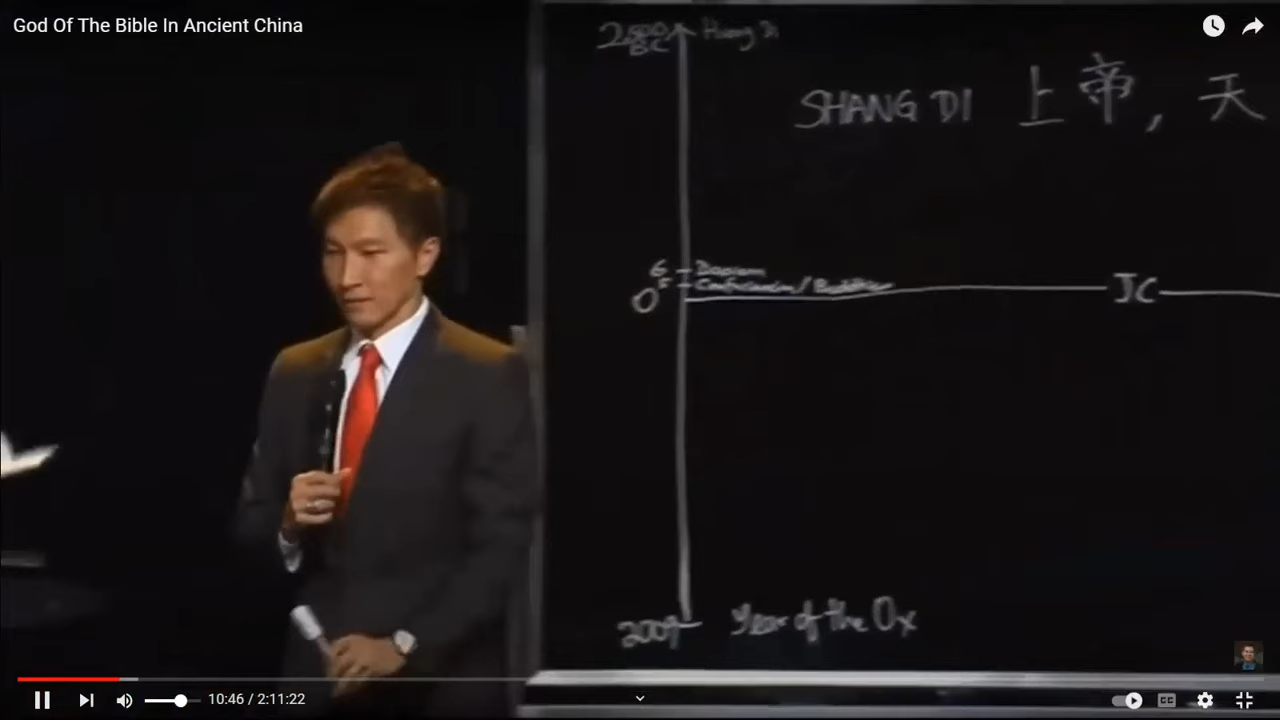 God Of The Bible In Ancient China
2500 Huang Di
BC
SHANG DI 上帝, 天
6 Daoism
5 Confucianism/
0 JC
2009 Year of the Ox
10:46 / 2:11:22
CC